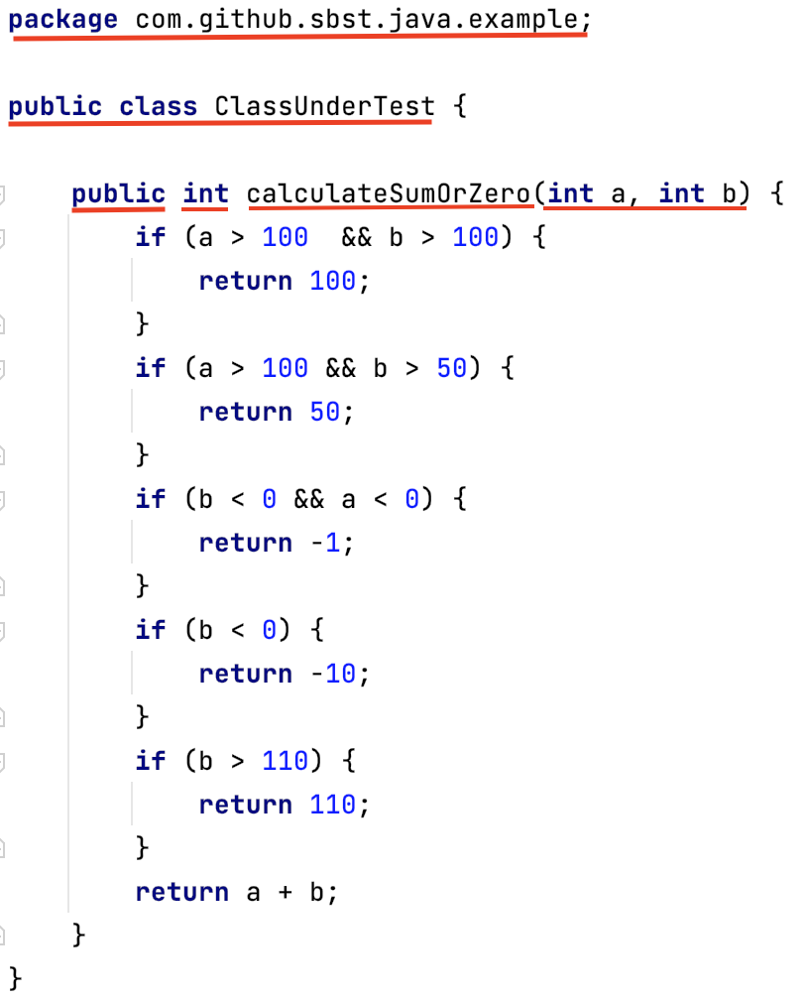 package com.github.sbst.java.example;
public class ClassUnderTest {
public int calculateSumOrZero(int a, int b) {
if (a > 100  && b > 100) {
return 100;
}
if (a > 100 && b > 50) {
return 50;
}
if (b < 0 && a < 0) {
return -1;
}
if (b < 0) {
return -10;
}
if (b > 110) {
return 110;
}
return a + b;
}
}